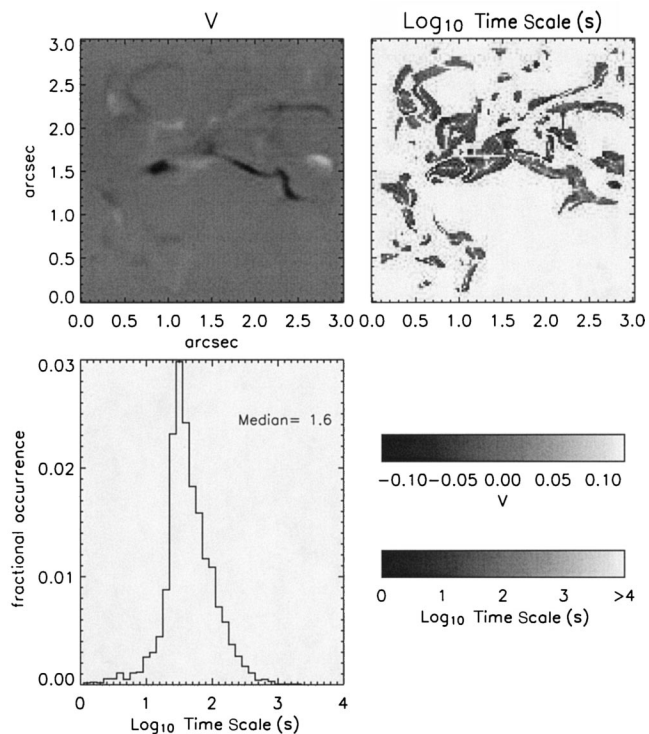 V
Log10 Time Scale (s)
3.0
2.5
2.0
1.5
1.0
0.5
0.0
arcsec
0.0 0.5 1.0 1.5 2.0 2.5 3.0
arcsec
0.0 0.5 1.0 1.5 2.0 2.5 3.0
0.03
0.02
0.01
0.00
fractional occurrence
Median= 1.6
0 1 2 3 4
Log10 Time Scale (s)
-0.10 -0.05 0.00 0.05 0.10
V
0 1 2 3 >4
Log10 Time Scale (s)